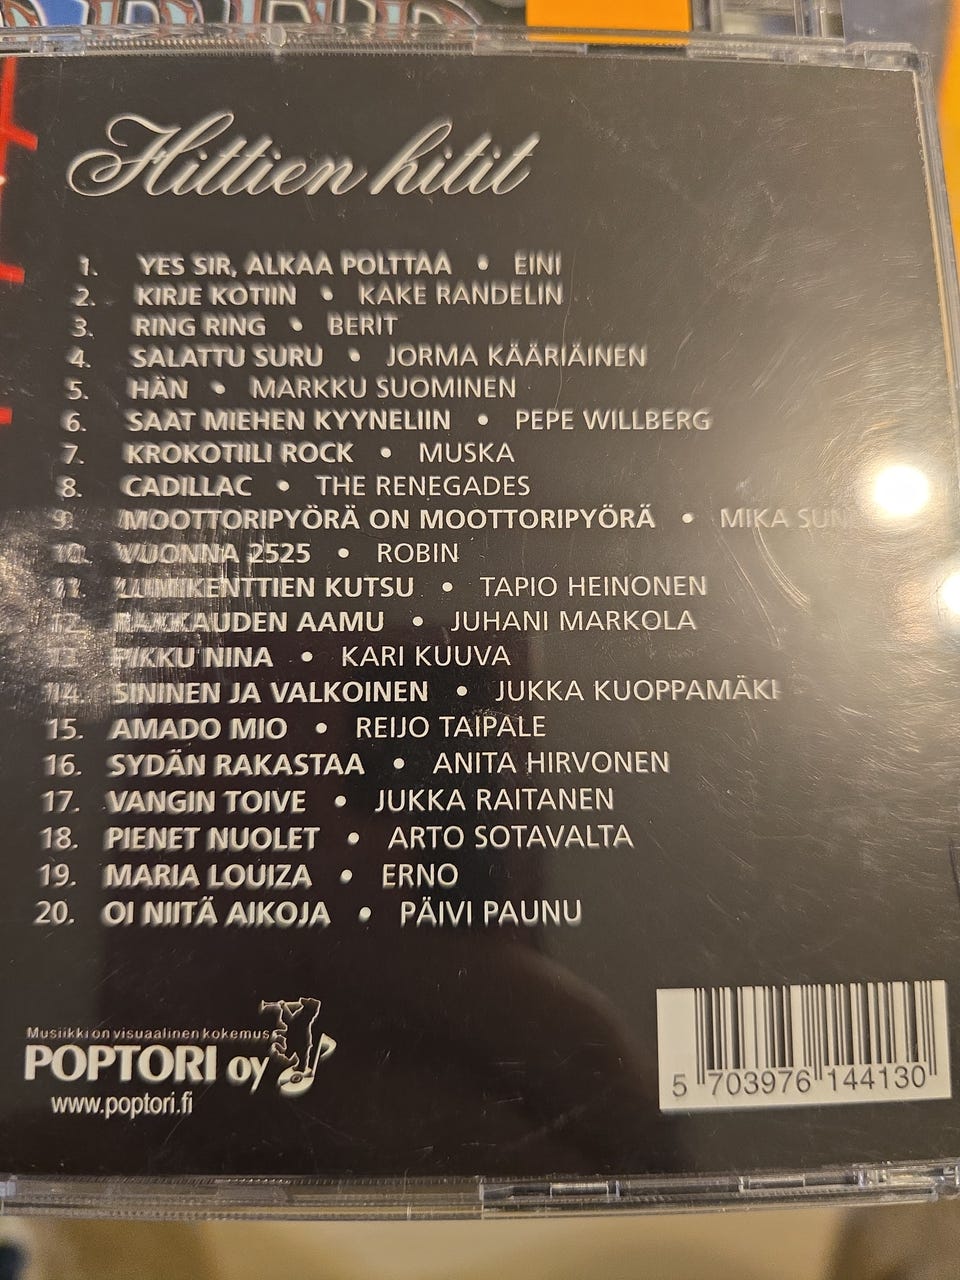 Hittien hitit
1. YES SIR, ALKAA POLTTAA • EINI
2. KIRJE KOTIIN • KAKE RANDELIN
3. RING RING • BERIT
4. SALATTU SURU • JORMA KÄÄRIÄINEN
5. HÄN • MARKKU SUOMINEN
6. SAAT MIEHEN KYYNELIIN • PEPE WILLBERG
7. KROKOTIILI ROCK • MUSKA
8. CADILLAC • THE RENEGADES
9. MOOTTORIPYÖRÄ ON MOOTTORIPYÖRÄ • MIKA
10. VUONNA 2525 • ROBIN
11. LUMIKENTTIEN KUTSU • TAPIO HEINONEN
12. RAKKAUDEN AAMU • JUHANI MARKOLA
13. PIKKU NINA • KARI KUUVA
14. SININEN JA VALKOINEN • JUKKA KUOPPAMÄKI
15. AMADO MIO • REIJO TAIPALE
16. SYDÄN RAKASTAA • ANITA HIRVONEN
17. VANGIN TOIVE • JUKKA RAITANEN
18. PIENET NUOLET • ARTO SOTAVALTA
19. MARIA LOUIZA • ERNO
20. OI NIITÄ AIKOJA • PÄIVI PAUNU
Musiikki on visuaalinen kokemus
POPTORI oy
www.poptori.fi
5 703976 144130